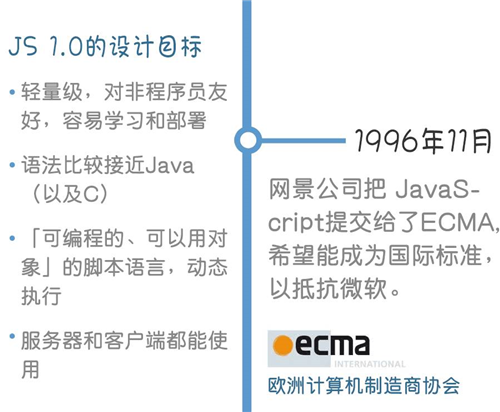 JS 1.0的设计目标
• 轻量级，对非程序员友
好，容易学习和部署
• 语法比较接近Java
（以及C）
• 「可编程的、可以用对
象」的脚本语言，动态
执行
• 服务器和客户端都能使
用
1996年11月
网景公司把 JavaS-
cript提交给了ECMA,
希望能成为国际标准，
以抵抗微软。
ecma
INTERNATIONAL
欧洲计算机制造商协会